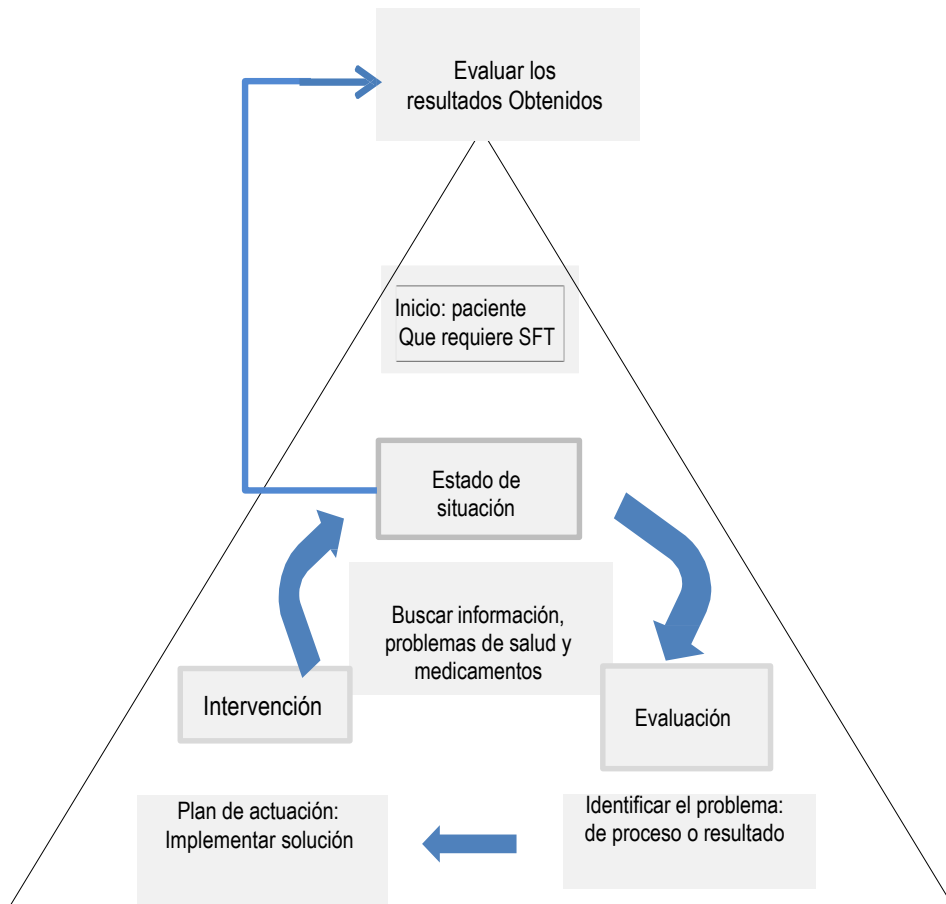 Evaluar los
resultados Obtenidos
Inicio: paciente
Que requiere SFT
Estado de
situación
Buscar información,
problemas de salud y
medicamentos
Intervención
Evaluación
Plan de actuación:
Implementar solución
Identificar el problema:
de proceso o resultado